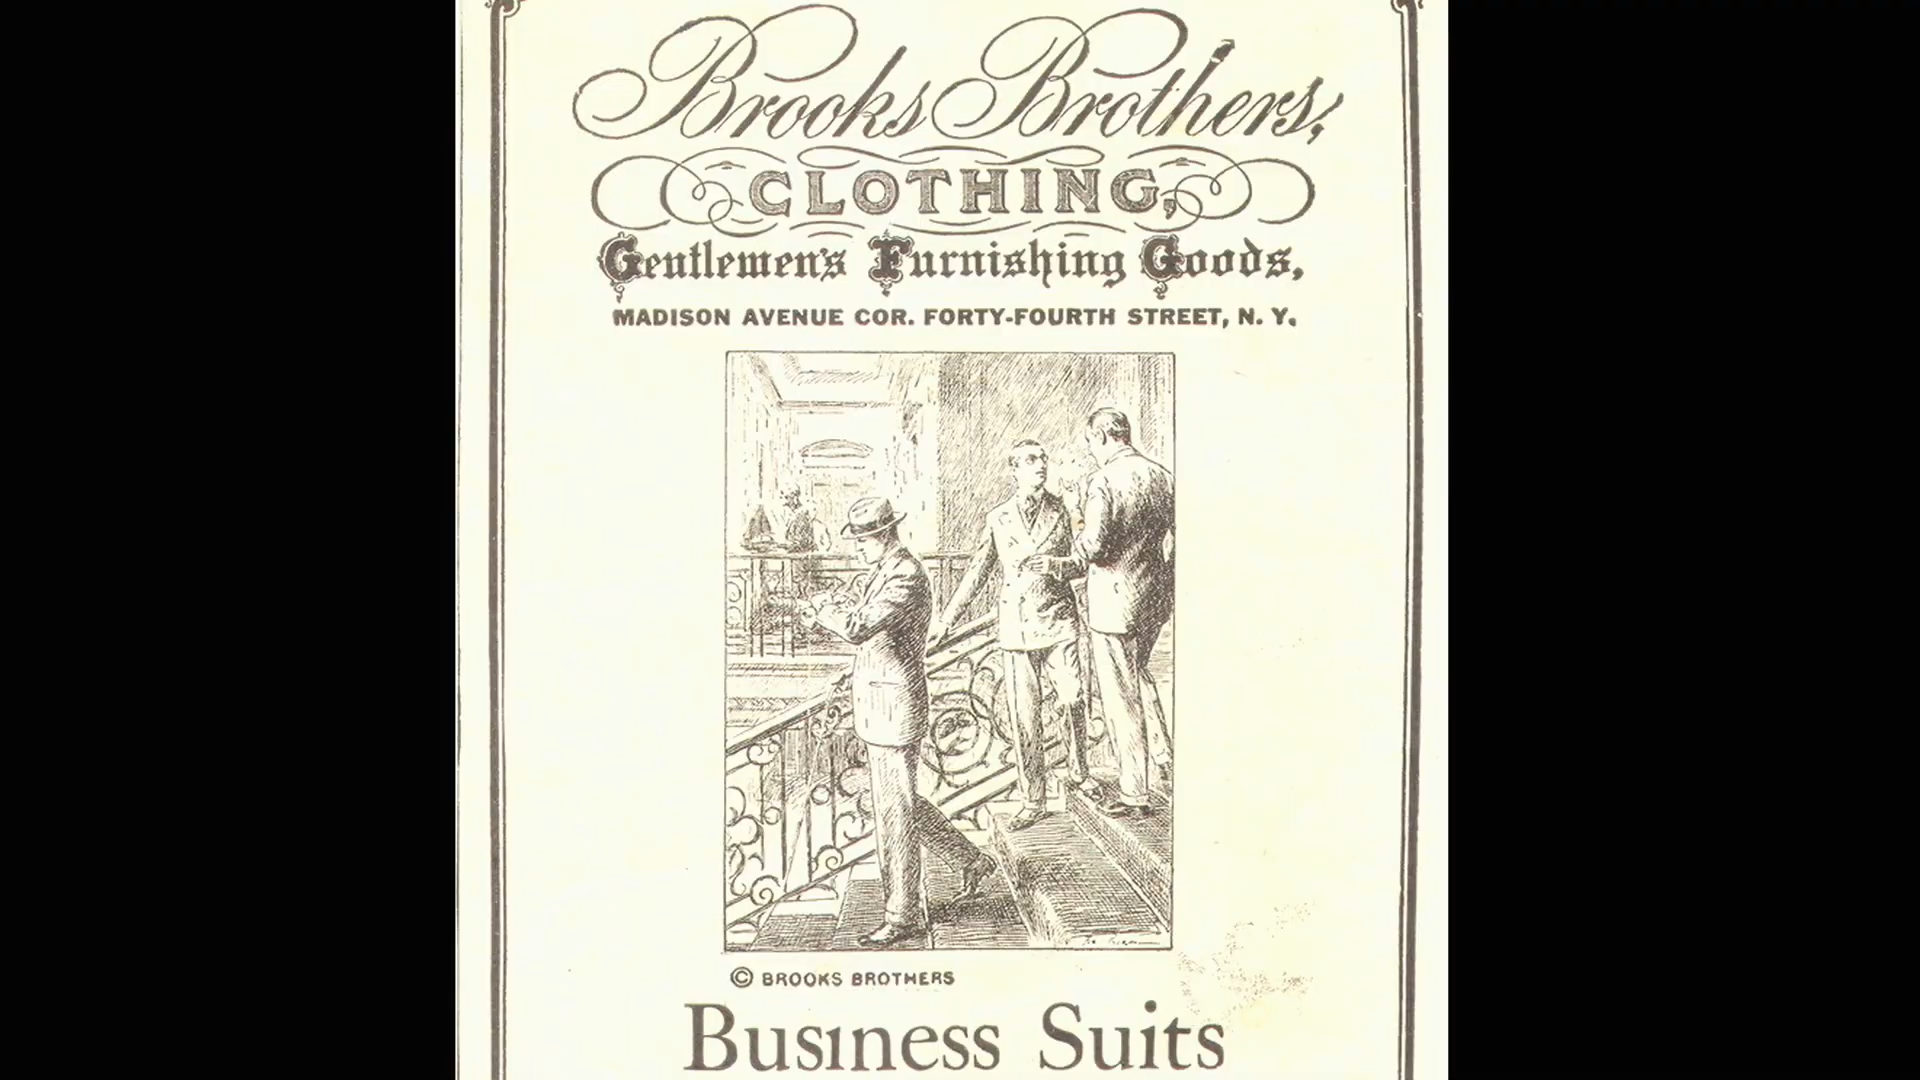 Brooks Brothers,
CLOTHING,
Gentlemen's Furnishing Goods,
MADISON AVENUE COR. FORTY-FOURTH STREET, N. Y.
© BROOKS BROTHERS
Business Suits